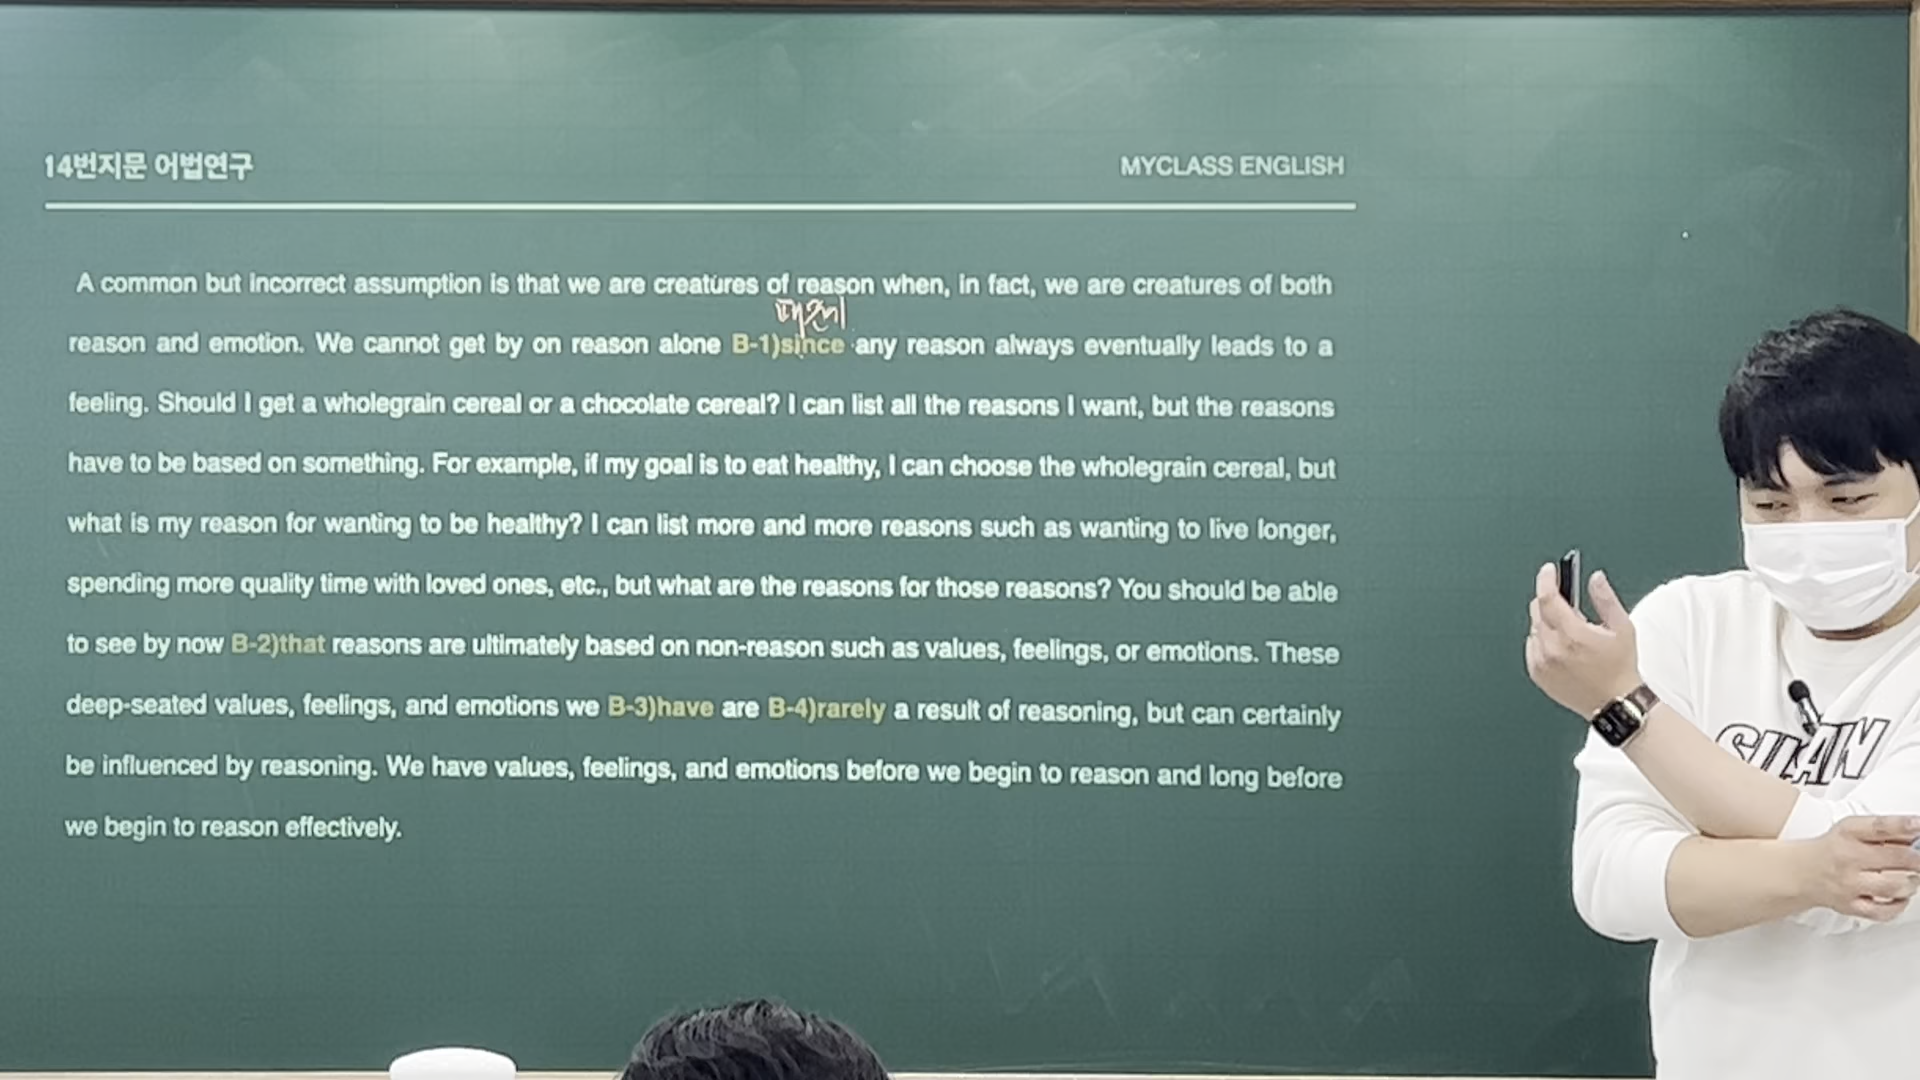 14번지문 어법연구
MYCLASS ENGLISH
A common but incorrect assumption is that we are creatures of reason when, in fact, we are creatures of both
때문에
reason and emotion. We cannot get by on reason alone B-1)since any reason always eventually leads to a
feeling. Should I get a wholegrain cereal or a chocolate cereal? I can list all the reasons I want, but the reasons
have to be based on something. For example, if my goal is to eat healthy, I can choose the wholegrain cereal, but
what is my reason for wanting to be healthy? I can list more and more reasons such as wanting to live longer,
spending more quality time with loved ones, etc., but what are the reasons for those reasons? You should be able
to see by now B-2)that reasons are ultimately based on non-reason such as values, feelings, or emotions. These
deep-seated values, feelings, and emotions we B-3)have are B-4)rarely a result of reasoning, but can certainly
be influenced by reasoning. We have values, feelings, and emotions before we begin to reason and long before
we begin to reason effectively.